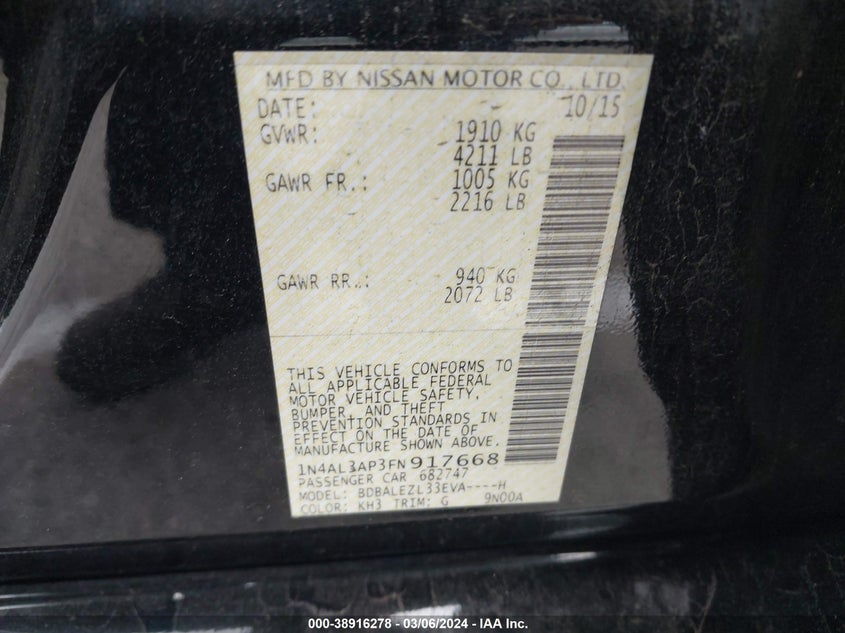 MFD BY NISSAN MOTOR CO., LTD.
DATE: 10/15
GVWR: 1910 KG
4211 LB
GAWR FR.: 1005 KG
2216 LB
GAWR RR.: 940 KG
2072 LB
THIS VEHICLE CONFORMS TO
ALL APPLICABLE FEDERAL
MOTOR VEHICLE SAFETY,
BUMPER, AND THEFT
PREVENTION STANDARDS IN
EFFECT ON THE DATE OF
MANUFACTURE SHOWN ABOVE.
1N4AL3AP3FN917668
PASSENGER CAR 682747
MODEL: BDBALEZL33EVA----H
COLOR: KH3 TRIM: G 9N00A
000-38916278 - 03/06/2024 - IAA Inc.